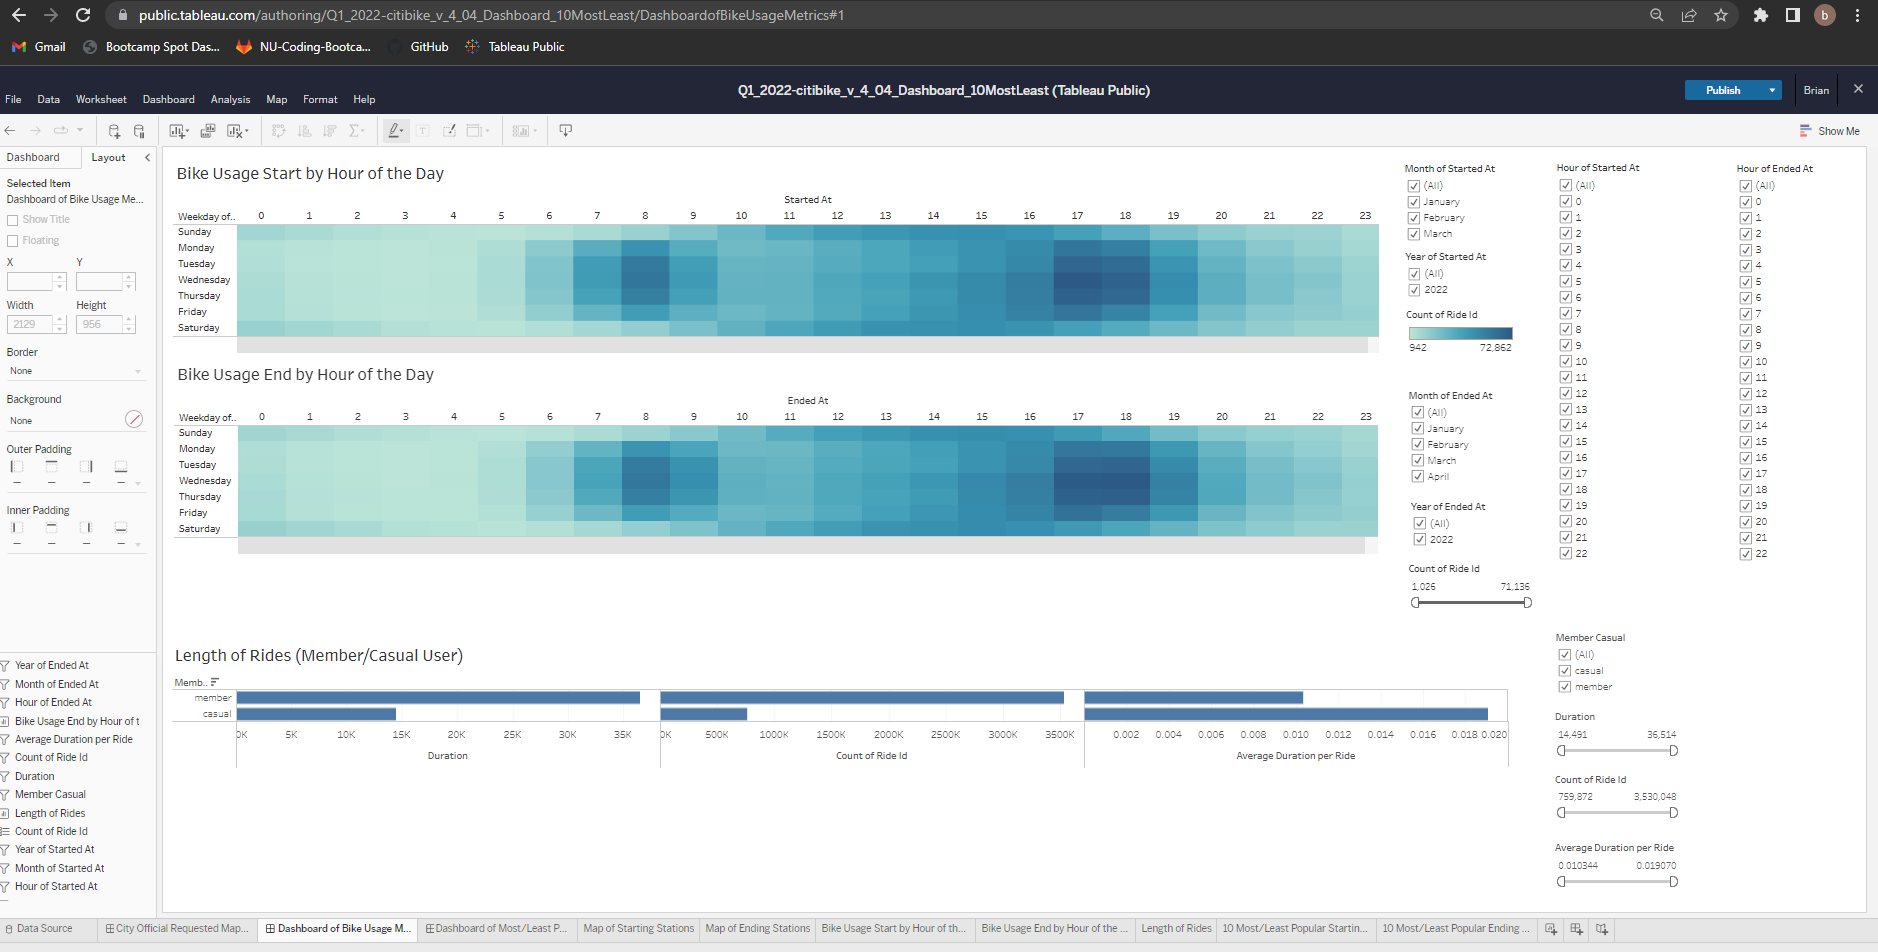 public.tableau.com/authoring/Q1_2022-citibike_v_4_04_Dashboard_10MostLeast/DashboardofBikeUsageMetrics#1
b
Gmail Bootcamp Spot Das... NU-Coding-Bootca... GitHub Tableau Public
Q1_2022-citibike_v_4_04_Dashboard_10MostLeast (Tableau Public)
Publish Brian
File Data Worksheet Dashboard Analysis Map Format Help
Show Me
Dashboard Layout
Selected Item
Dashboard of Bike Usage Me...
Show Title
Floating
X Y
Width Height
2129 956
Border
None
Background
None
Outer Padding
Inner Padding
Year of Ended At
Month of Ended At
Hour of Ended At
Bike Usage End by Hour of t
Average Duration per Ride
Count of Ride Id
Duration
Member Casual
Length of Rides
Count of Ride Id
Year of Started At
Month of Started At
Hour of Started At
Bike Usage Start by Hour of the Day
Started At
Weekday of.. 0 1 2 3 4 5 6 7 8 9 10 11 12 13 14 15 16 17 18 19 20 21 22 23
Sunday
Monday
Tuesday
Wednesday
Thursday
Friday
Saturday
Bike Usage End by Hour of the Day
Ended At
Weekday of.. 0 1 2 3 4 5 6 7 8 9 10 11 12 13 14 15 16 17 18 19 20 21 22 23
Sunday
Monday
Tuesday
Wednesday
Thursday
Friday
Saturday
Length of Rides (Member/Casual User)
Memb..
member
casual
0K 5K 10K 15K 20K 25K 30K 35K
Duration
0K 500K 1000K 1500K 2000K 2500K 3000K 3500K
Count of Ride Id
0.002 0.004 0.006 0.008 0.010 0.012 0.014 0.016 0.018 0.020
Average Duration per Ride
Month of Started At
(All)
January
February
March
Year of Started At
(All)
2022
Count of Ride Id
942 72,862
Month of Ended At
(All)
January
February
March
April
Year of Ended At
(All)
2022
Count of Ride Id
1,026 71,136
Hour of Started At
(All)
0
1
2
3
4
5
6
7
8
9
10
11
12
13
14
15
16
17
18
19
20
21
22
Hour of Ended At
(All)
0
1
2
3
4
5
6
7
8
9
10
11
12
13
14
15
16
17
18
19
20
21
22
Member Casual
(All)
casual
member
Duration
14,491 36,514
Count of Ride Id
759,872 3,530,048
Average Duration per Ride
0.010344 0.019070
Data Source City Official Requested Map... Dashboard of Bike Usage M... Dashboard of Most/Least P... Map of Starting Stations Map of Ending Stations Bike Usage Start by Hour of th... Bike Usage End by Hour of the ... Length of Rides 10 Most/Least Popular Startin... 10 Most/Least Popular Ending ...